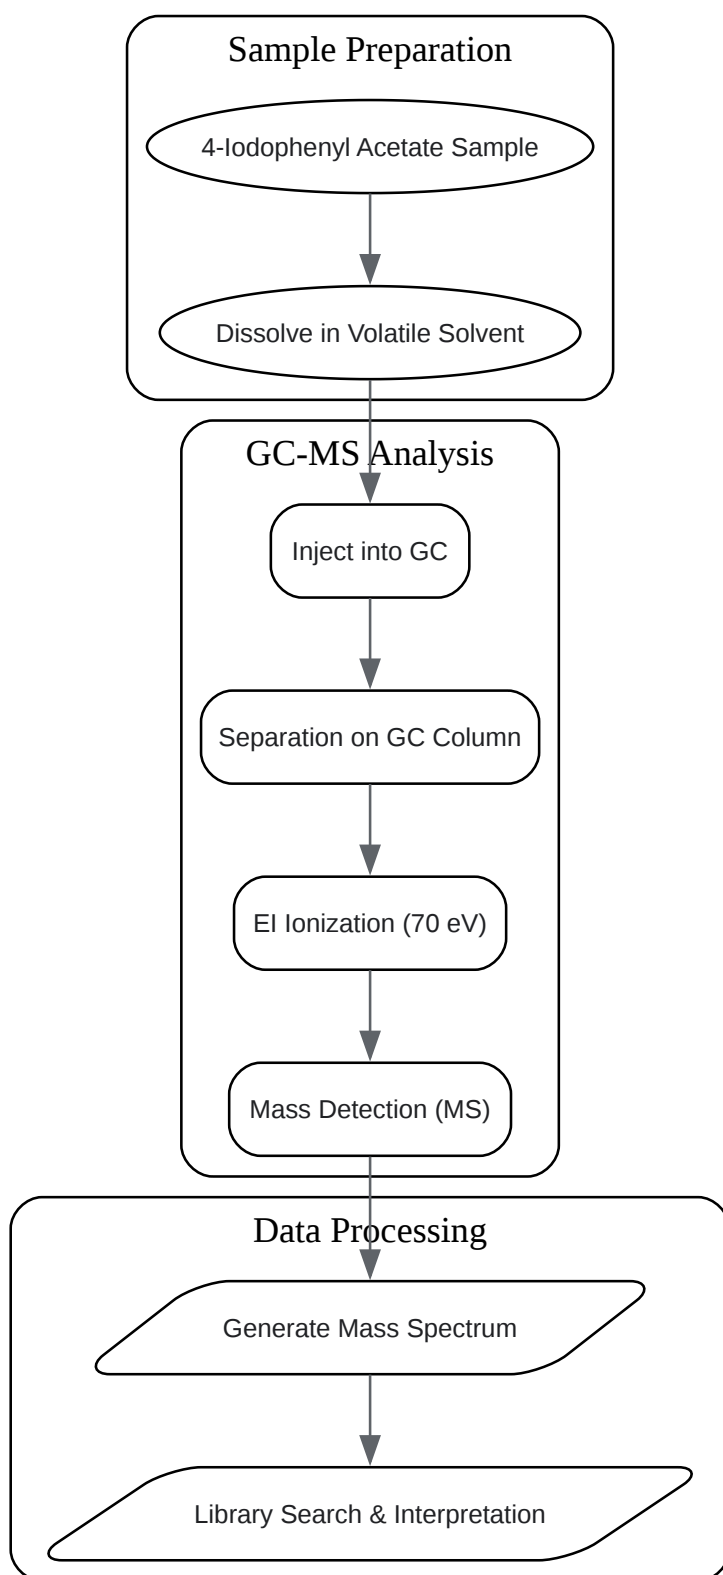 Sample Preparation
4-Iodophenyl Acetate Sample
Dissolve in Volatile Solvent
GC-MS Analysis
Inject into GC
Separation on GC Column
EI Ionization (70 eV)
Mass Detection (MS)
Data Processing
Generate Mass Spectrum
Library Search & Interpretation